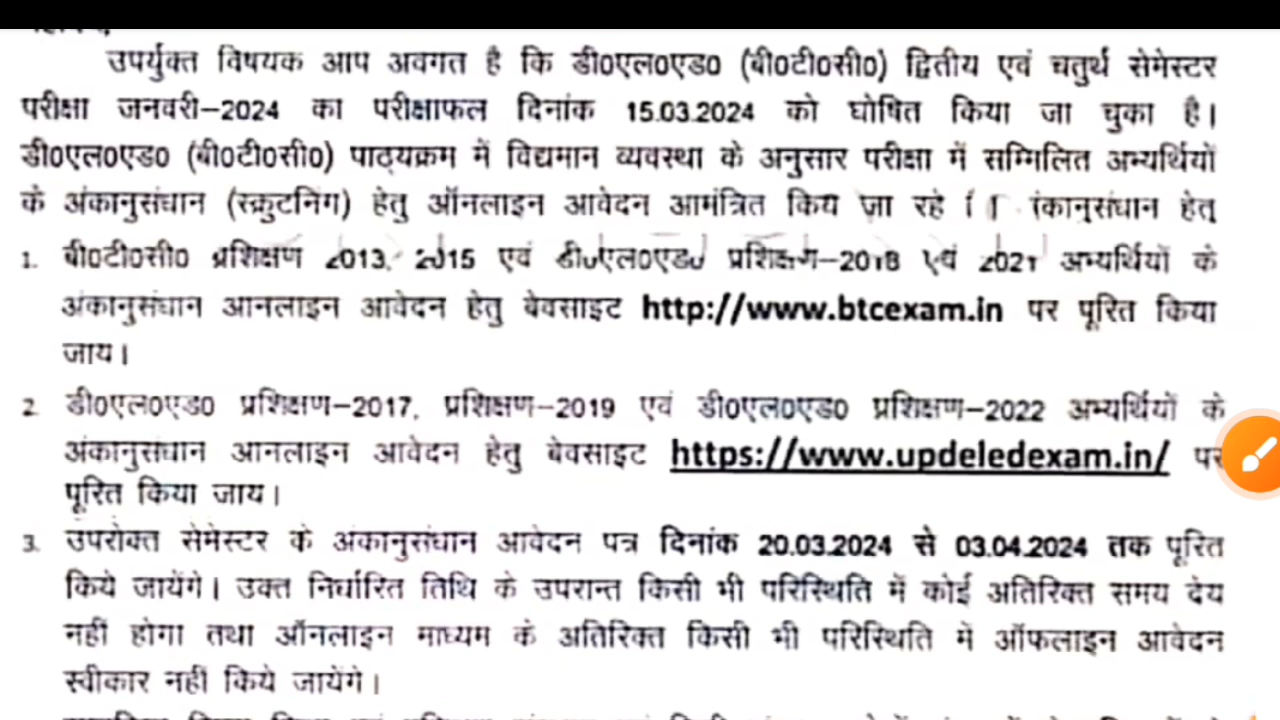 उपर्युक्त विषयक आप अवगत है कि डी0एल0एड0 (बी0टी0सी0) द्वितीय एवं चतुर्थ सेमेस्टर
परीक्षा जनवरी–2024 का परीक्षाफल दिनांक 15.03.2024 को घोषित किया जा चुका है।
डी0एल0एड0 (बी0टी0सी0) पाठ्यक्रम में विद्यमान व्यवस्था के अनुसार परीक्षा में सम्मिलित अभ्यर्थियों
के अंकानुसंधान (स्क्रुटनिंग) हेतु ऑनलाइन आवेदन आमंत्रित किये जा रहे हेतु
1. बी0टी0सी0 प्रशिक्षण 2013, 2015 एवं डी0एल0एड0 प्रशिक्षण–2018 एवं 2021 अभ्यर्थियों के
अंकानुसंधान आनलाइन आवेदन हेतु बेवसाइट http://www.btcexam.in पर पूरित किया
जाय।
2. डी0एल0एड0 प्रशिक्षण–2017, प्रशिक्षण–2019 एवं डी0एल0एड0 प्रशिक्षण–2022 अभ्यर्थियों के
अंकानुसंधान आनलाइन आवेदन हेतु बेवसाइट https://www.updeledexam.in/ पर
पूरित किया जाय।
3. उपरोक्त सेमेस्टर के अंकानुसंधान आवेदन पत्र दिनांक 20.03.2024 से 03.04.2024 तक पूरित
किये जायेंगे। उक्त निर्धारित तिथि के उपरान्त किसी भी परिस्थिति में कोई अतिरिक्त समय देय
नहीं होगा तथा ऑनलाइन माध्यम के अतिरिक्त किसी भी परिस्थिति में ऑफलाइन आवेदन
स्वीकार नहीं किये जायेंगे।